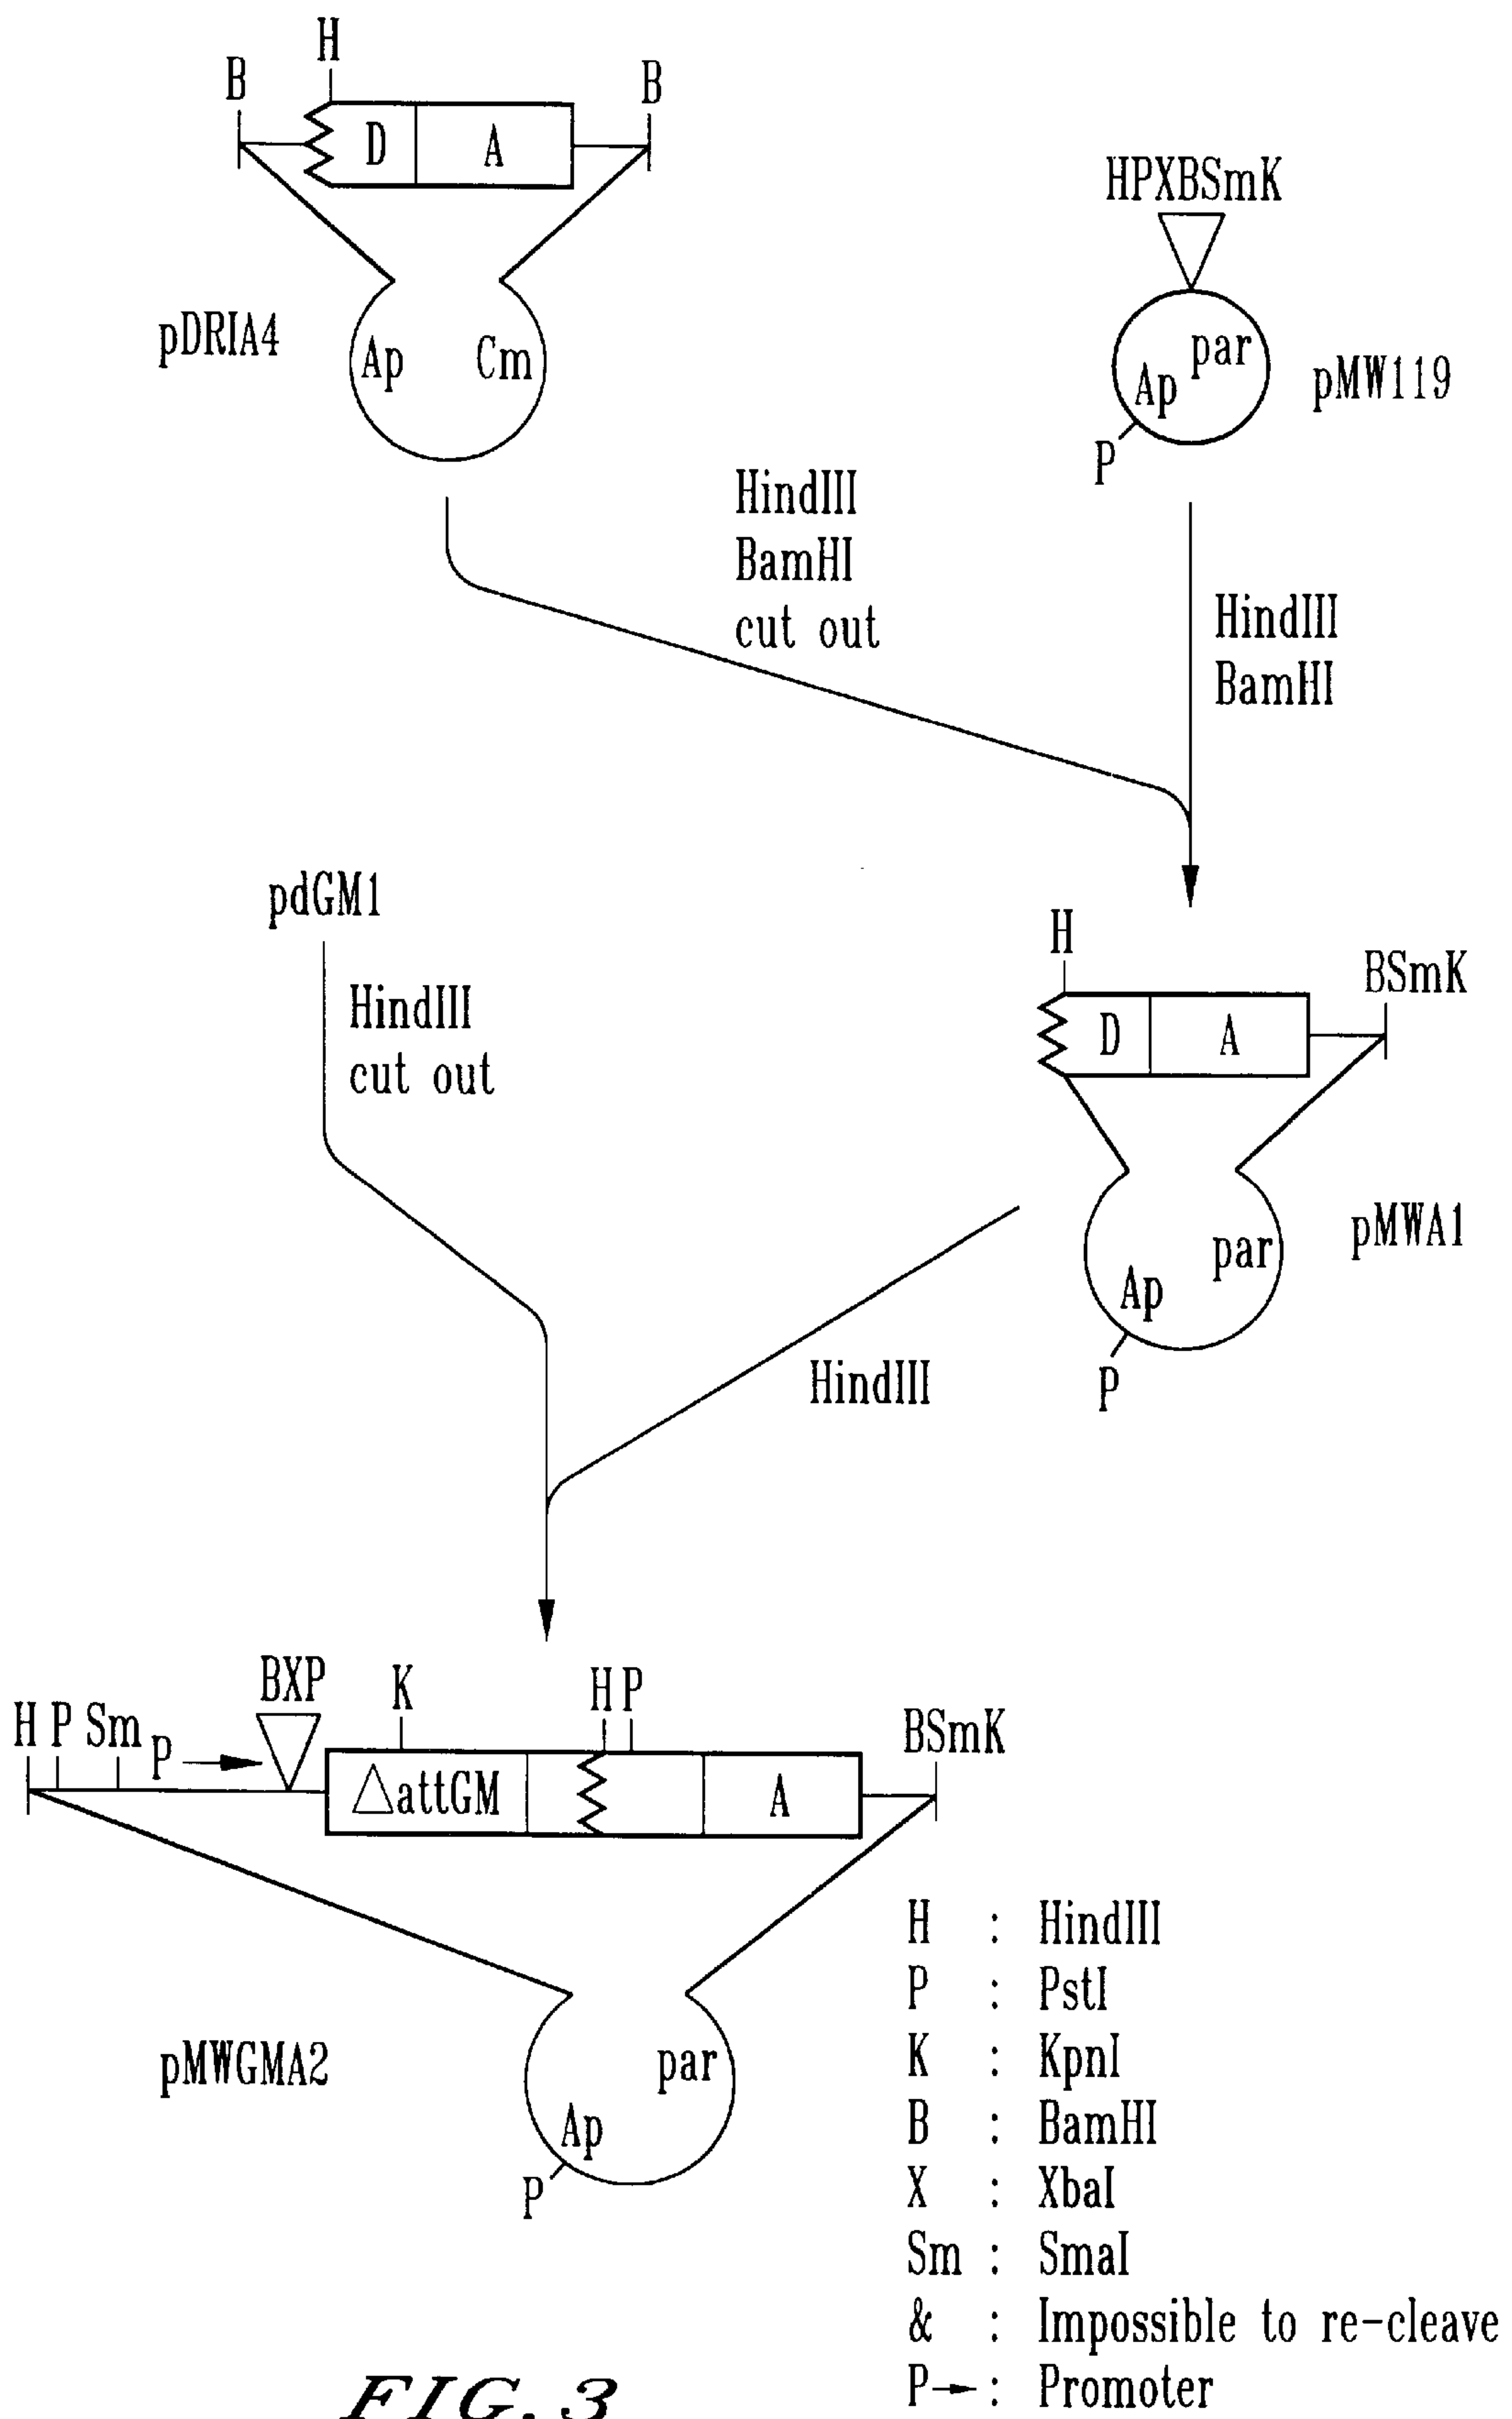 H
B
B
D
A
HPXBSmK
pDRIA4
Ap
Cm
par
Ap
pMW119
P
HindIII
BamHI
cut out
HindIII
BamHI
pdGM1
HindIII
cut out
H
BSmK
D
A
pMWA1
par
Ap
P
HindIII
BXP
K
H P
H P Sm P
BSmK
△attGM
A
pMWGMA2
par
Ap
P
H : HindIII
P : PstI
K : KpnI
B : BamHI
X : XbaI
Sm : SmaI
& : Impossible to re-cleave
P→ : Promoter
FIG. 3